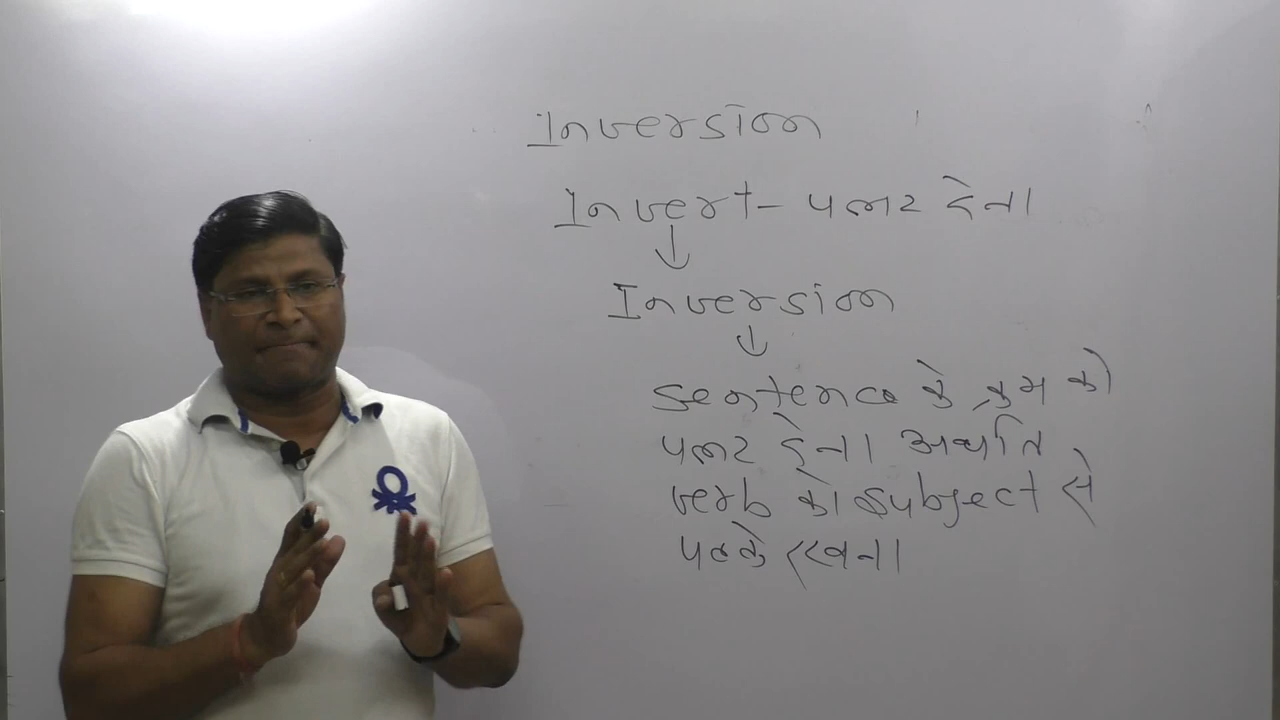 Inversion
Invert - पलट देना
Inversion
sentence के क्रम को
पलट देना अर्थात
verb को subject से
पहले रखना